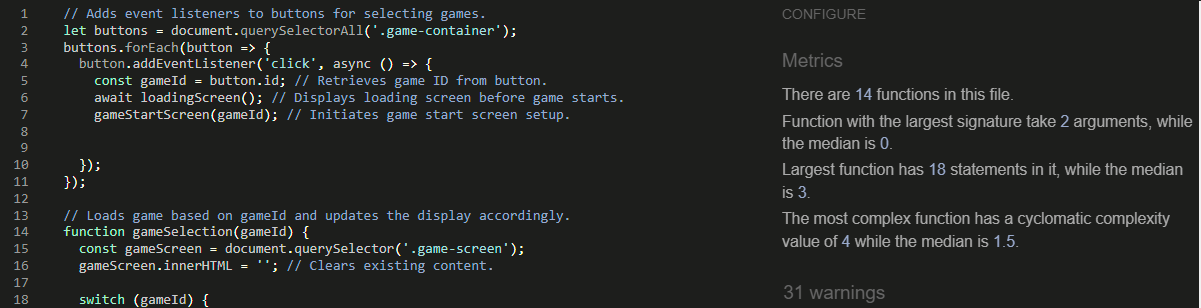 1 // Adds event listeners to buttons for selecting games.
2 let buttons = document.querySelectorAll('.game-container');
3 buttons.forEach(button => {
4 button.addEventListener('click', async () => {
5 const gameId = button.id; // Retrieves game ID from button.
6 await loadingScreen(); // Displays loading screen before game starts.
7 gameStartScreen(gameId); // Initiates game start screen setup.
8
9
10 });
11 });
12
13 // Loads game based on gameId and updates the display accordingly.
14 function gameSelection(gameId) {
15 const gameScreen = document.querySelector('.game-screen');
16 gameScreen.innerHTML = ''; // Clears existing content.
17
18 switch (gameId) {
CONFIGURE
Metrics
There are 14 functions in this file.
Function with the largest signature take 2 arguments, while
the median is 0.
Largest function has 18 statements in it, while the median
is 3.
The most complex function has a cyclomatic complexity
value of 4 while the median is 1.5.
31 warnings